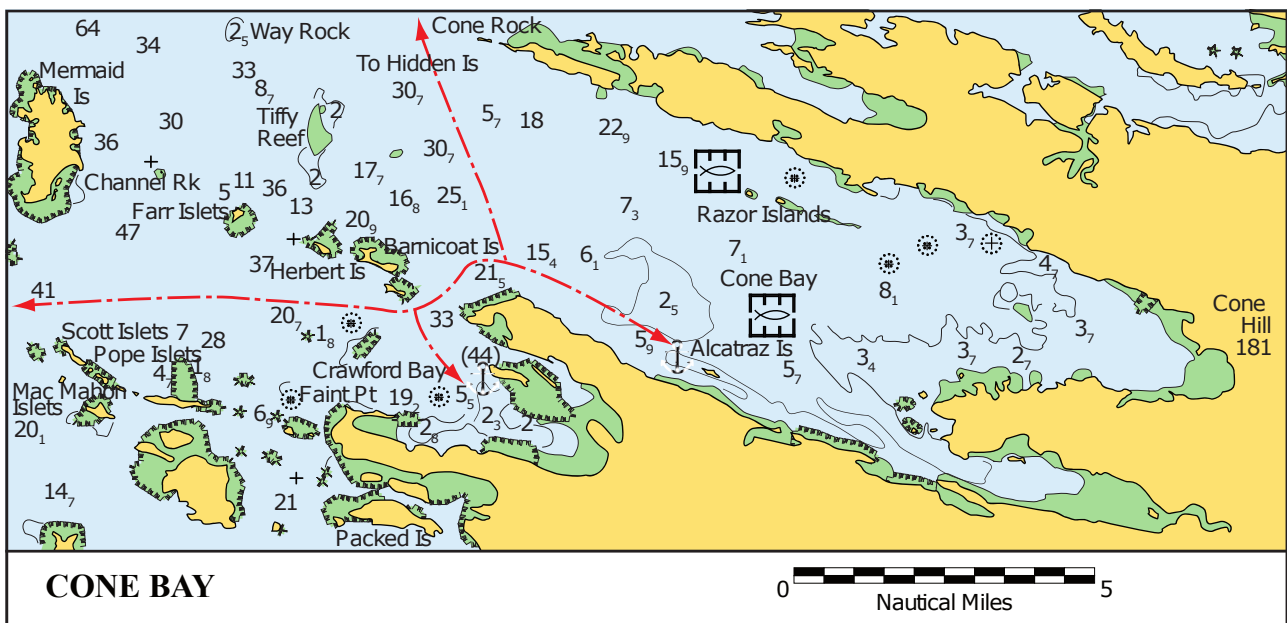 64
34
2₅ Way Rock
Cone Rock
Mermaid
Is
33
8₇
To Hidden Is
30₇
Tiffy
Reef
2
5₇
18
22₉
30
36
30₇
15₉
Channel Rk
5
11
36
2
17₇
Farr Islets
13
16₈
25₁
7₃
Razor Islands
47
20₉
Barnicoat Is
15₄
6₁
7₁
3₇
37
Herbert Is
21₅
Cone Bay
4₇
8₁
41
2₅
Cone
Hill
181
20₇
1₈
33
3₇
Scott Islets
7
28
5₉
Alcatraz Is
Pope Islets
4₇
1₈
Crawford Bay
(44)
5₇
3₄
3₇
2₇
Mac Mahon
Islets
20₁
6₉
Faint Pt
19₂
5₅
2₈
2₃
2
14₇
21
Packed Is
CONE BAY
0
5
Nautical Miles